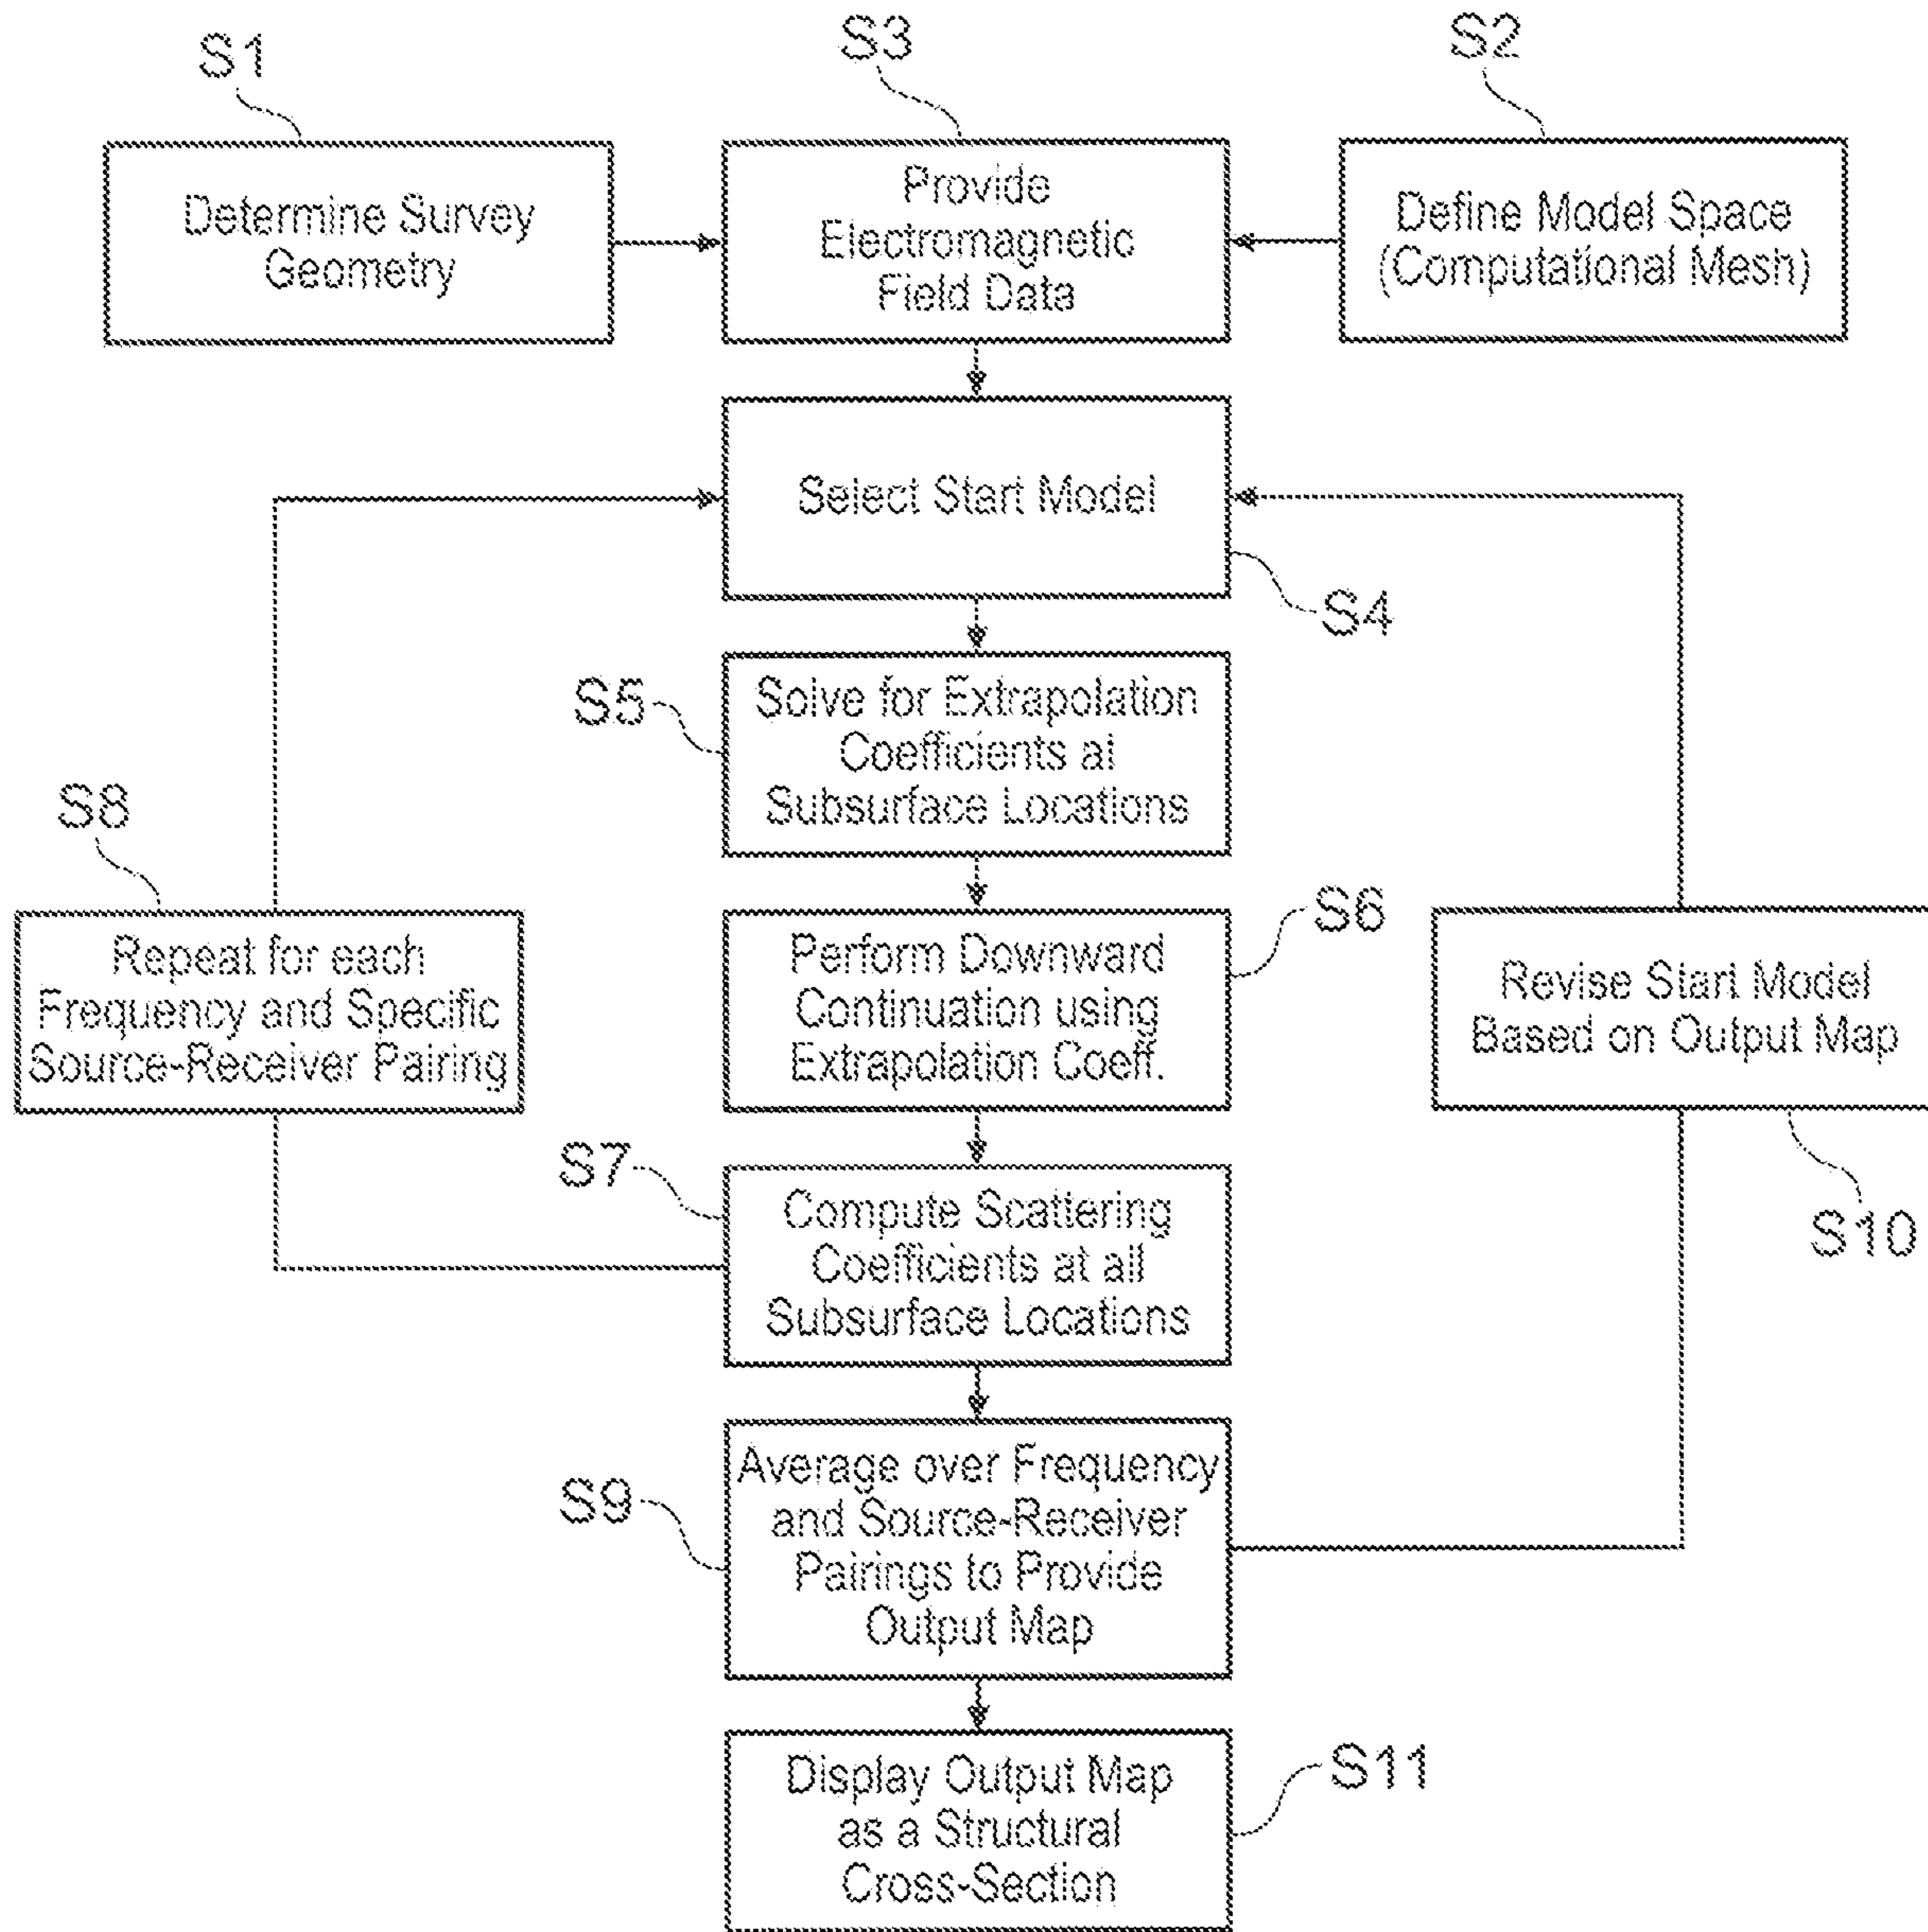 S1
S3
S2
Determine Survey
Geometry
Provide
Electromagnetic
Field Data
Define Model Space
(Computational Mesh)
Select Start Model
S4
S5
Solve for Extrapolation
Coefficients at
Subsurface Locations
S8
Repeat for each
Frequency and Specific
Source-Receiver Pairing
S6
Perform Downward
Continuation using
Extrapolation Coeff.
Revise Start Model
Based on Output Map
S10
S7
Compute Scattering
Coefficients at all
Subsurface Locations
S9
Average over Frequency
and Source-Receiver
Pairings to Provide
Output Map
S11
Display Output Map
as a Structural
Cross-Section